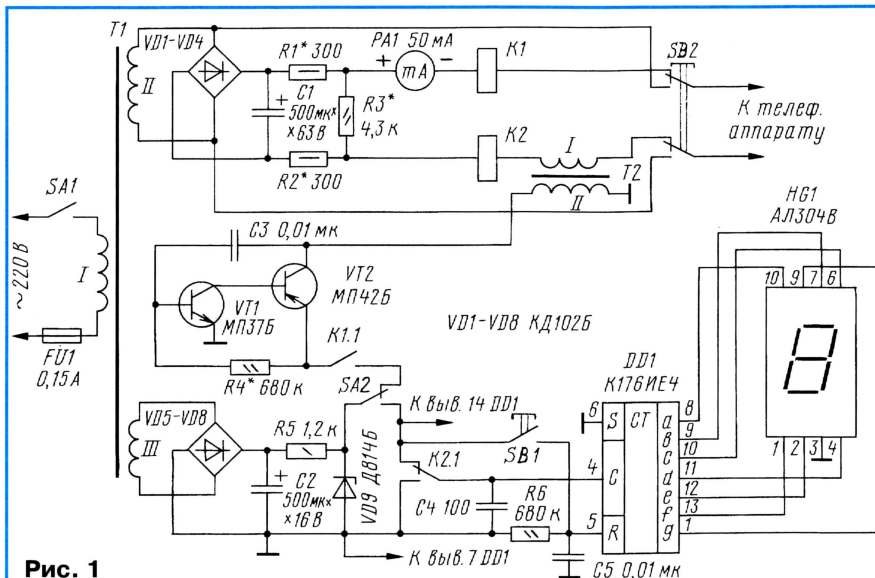 T1
VD1-VD4
II
R1* 300
C1
500мк×
×63В
R2* 300
R3*
4,3 к
PA1 50 мА
+ -
mA
K1
K2
I
T2
II
SB2
К телеф.
аппарату
SA1
~220 В
I
FU1
0,15А
C3 0,01 мк
VT1
МП37Б
VT2
МП42Б
R4* 680 к
K1.1
SA2
VD1-VD8 КД102Б
HG1
АЛ304В
10 9 7 6
1 2 3 4
VD5-VD8
III
R5 1,2 к
C2
500мк×
×16 В
VD9 Д814Б
К выв. 14 DD1
SB1
K2.1
C4 100
R6
680 к
К выв. 7 DD1
DD1
К176ИЕ4
6 S CT a 8
b 9
c 10
4 C d 11
e 12
f 13
5 R g 1
C5 0,01 мк
Рис. 1